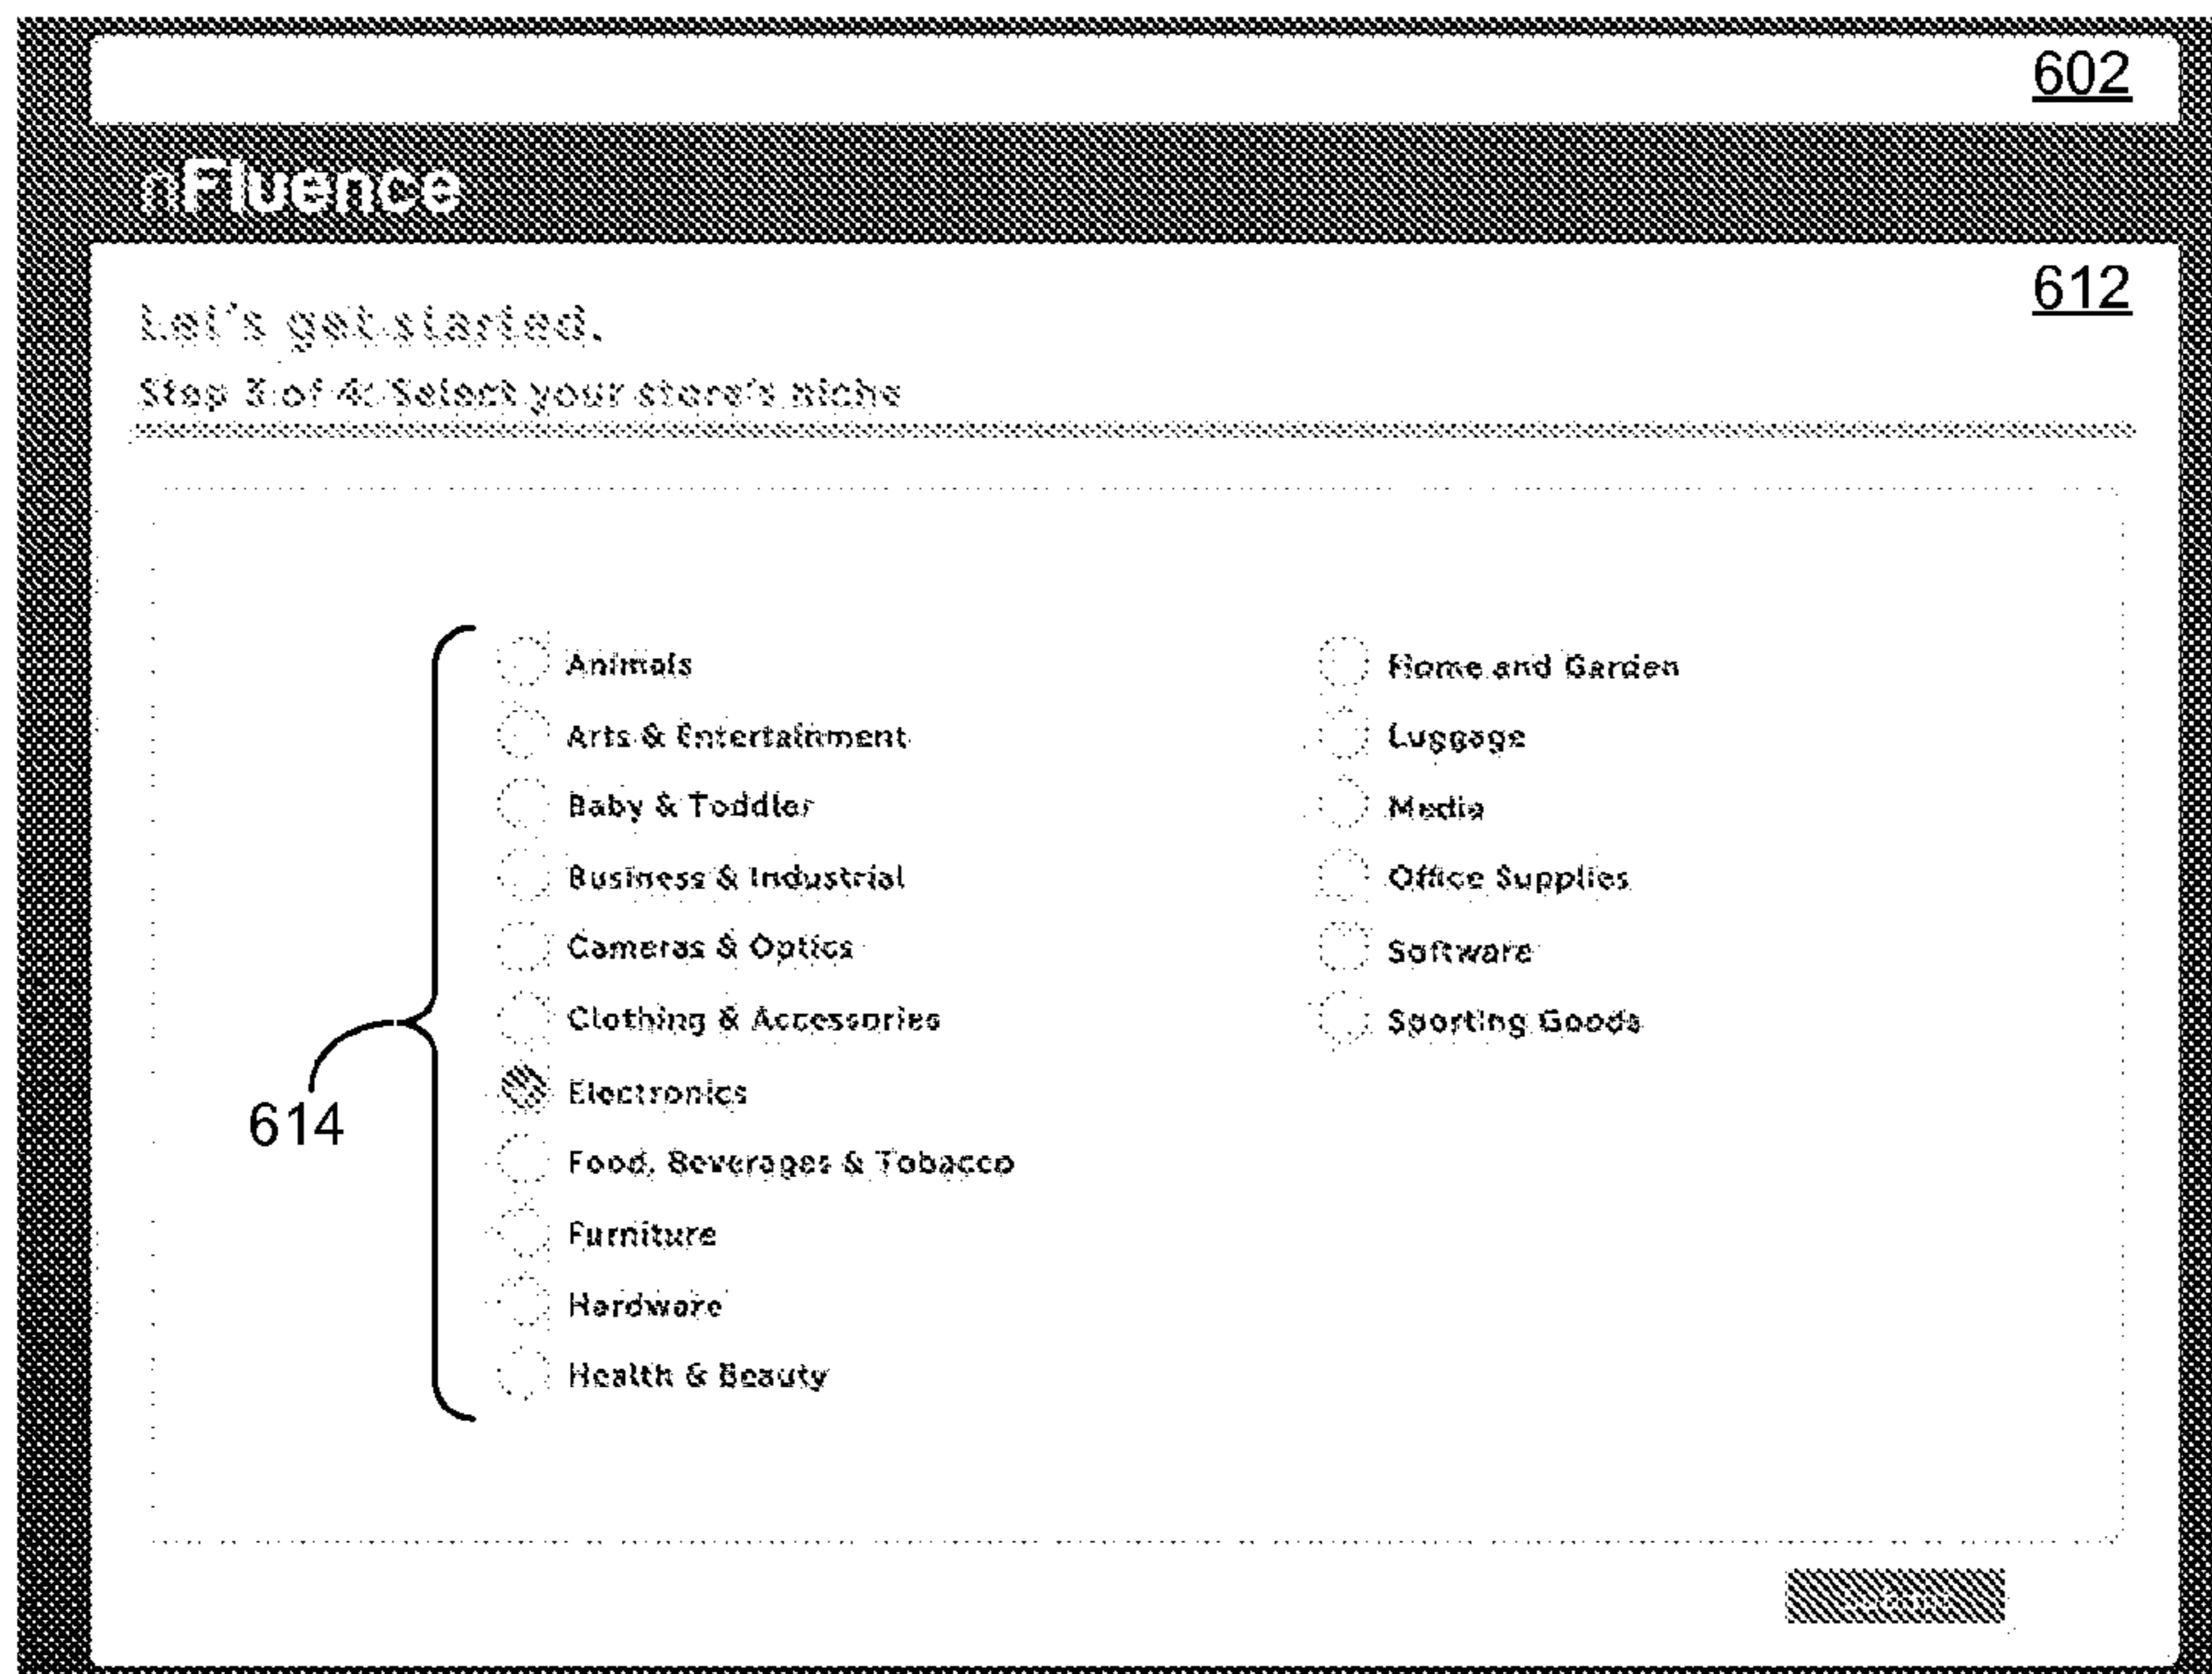 602
nFluence
612
Let's get started.
Step 3 of 4: Select your store's niche
Animals
Arts & Entertainment
Baby & Toddler
Business & Industrial
Cameras & Optics
Clothing & Accessories
Electronics
Food, Beverages & Tobacco
Furniture
Hardware
Health & Beauty
Home and Garden
Luggage
Media
Office Supplies
Software
Sporting Goods
614